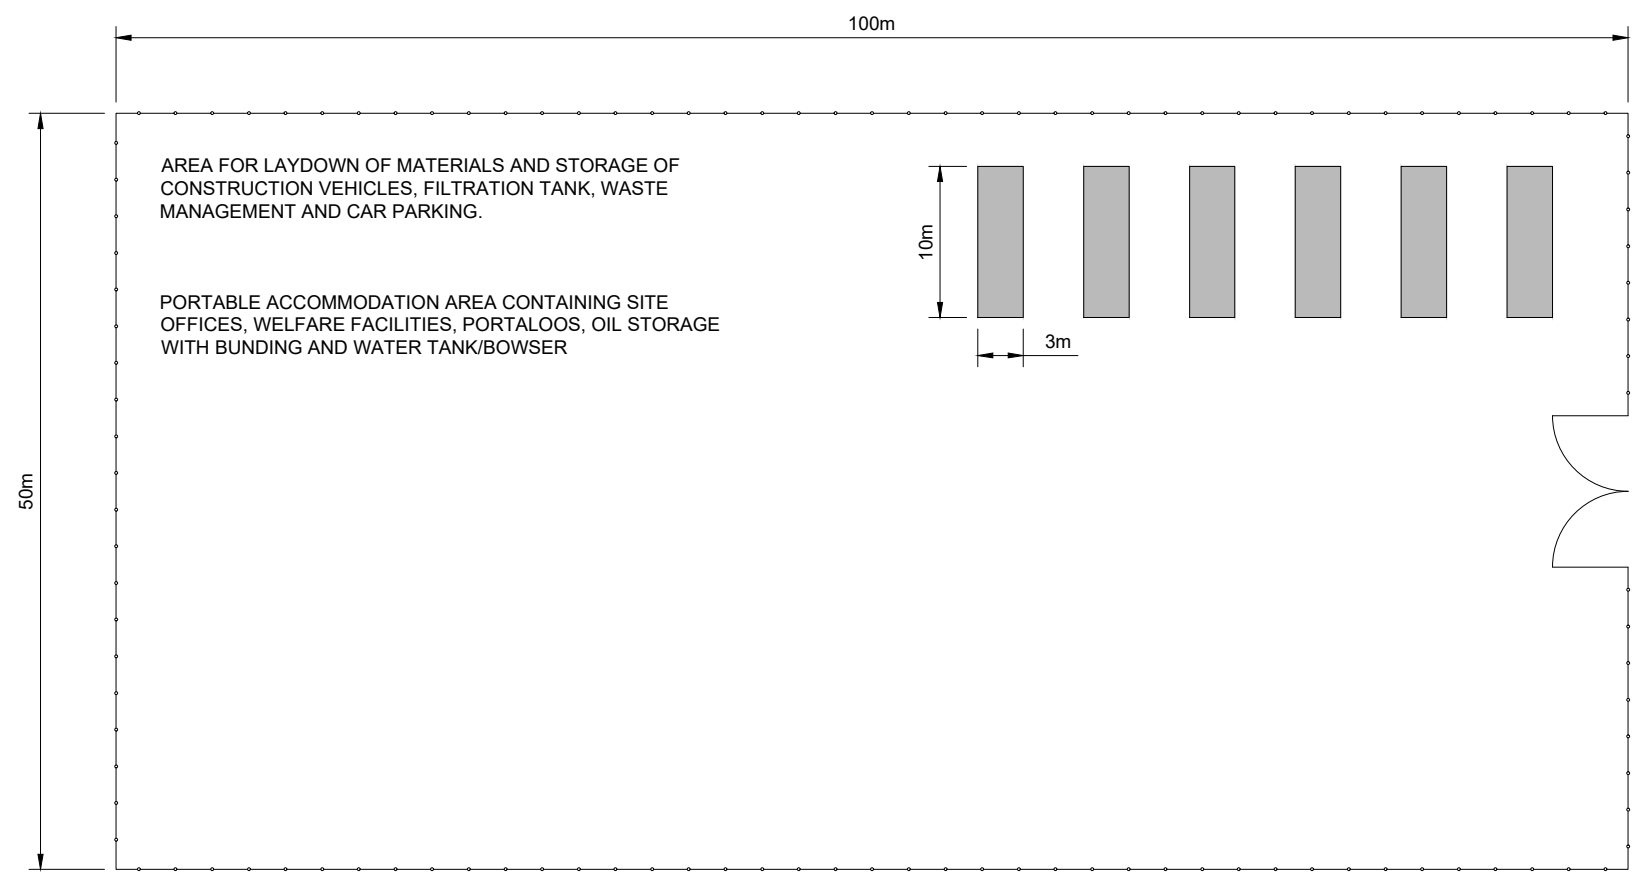 100m
AREA FOR LAYDOWN OF MATERIALS AND STORAGE OF
CONSTRUCTION VEHICLES, FILTRATION TANK, WASTE
MANAGEMENT AND CAR PARKING.
10m
PORTABLE ACCOMMODATION AREA CONTAINING SITE
OFFICES, WELFARE FACILITIES, PORTALOOS, OIL STORAGE
WITH BUNDING AND WATER TANK/BOWSER
3m
50m